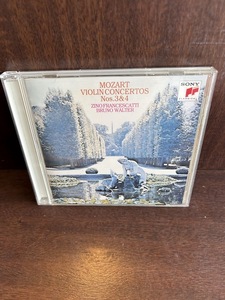 MOZART
VIOLIN CONCERTOS
Nos. 3 & 4
ZINO FRANCESCATTI
BRUNO WALTER
SONY